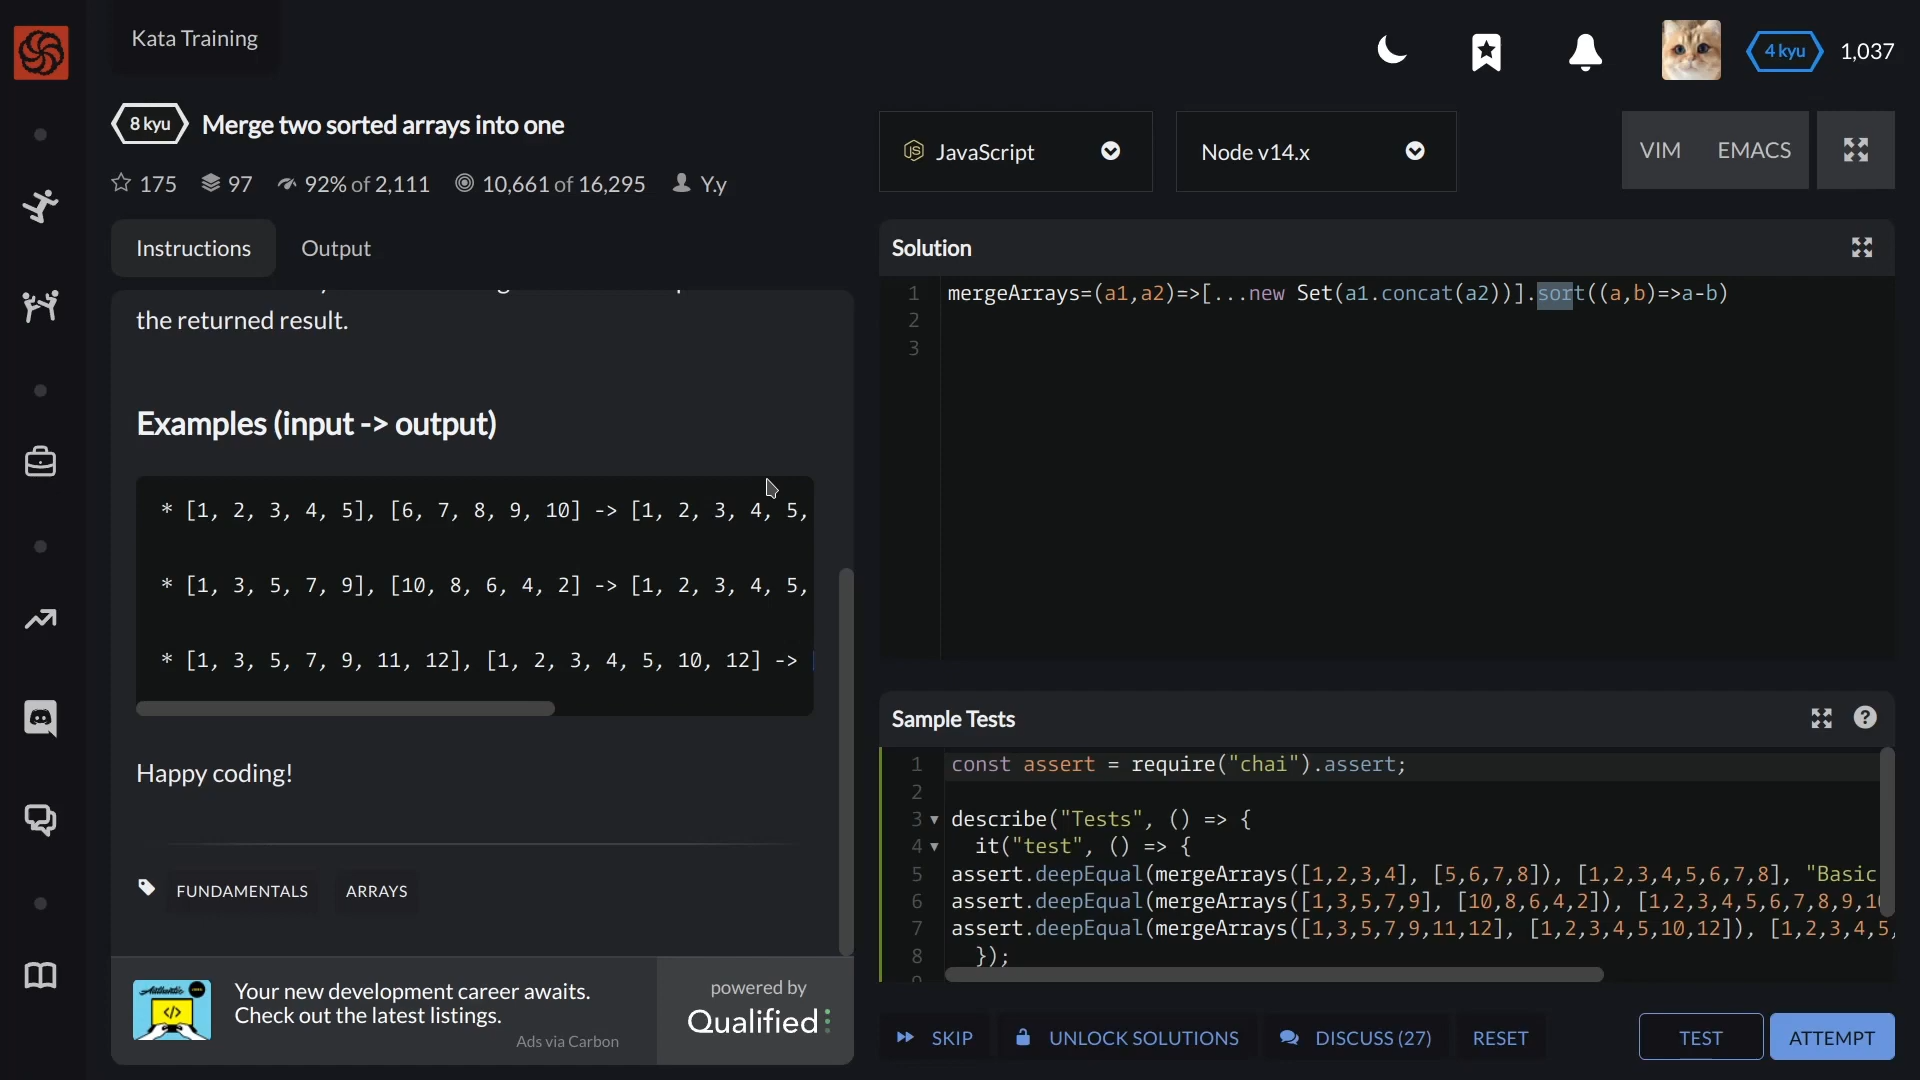 Kata Training
4 kyu
1,037
8 kyu
Merge two sorted arrays into one
175
97
92% of 2,111
10,661 of 16,295
Y.y
Instructions
Output
the returned result.
Examples (input -> output)
* [1, 2, 3, 4, 5], [6, 7, 8, 9, 10] -> [1, 2, 3, 4, 5,
* [1, 3, 5, 7, 9], [10, 8, 6, 4, 2] -> [1, 2, 3, 4, 5,
* [1, 3, 5, 7, 9, 11, 12], [1, 2, 3, 4, 5, 10, 12] ->
Happy coding!
FUNDAMENTALS
ARRAYS
Your new development career awaits.
Check out the latest listings.
Ads via Carbon
powered by
Qualified
JavaScript
Node v14.x
VIM
EMACS
Solution
1 mergeArrays=(a1,a2)=>[...new Set(a1.concat(a2))].sort((a,b)=>a-b)
2
3
Sample Tests
1 const assert = require("chai").assert;
2
3 describe("Tests", () => {
4 it("test", () => {
5 assert.deepEqual(mergeArrays([1,2,3,4], [5,6,7,8]), [1,2,3,4,5,6,7,8], "Basic
6 assert.deepEqual(mergeArrays([1,3,5,7,9], [10,8,6,4,2]), [1,2,3,4,5,6,7,8,9,1
7 assert.deepEqual(mergeArrays([1,3,5,7,9,11,12], [1,2,3,4,5,10,12]), [1,2,3,4,5,
8 });
SKIP
UNLOCK SOLUTIONS
DISCUSS (27)
RESET
TEST
ATTEMPT